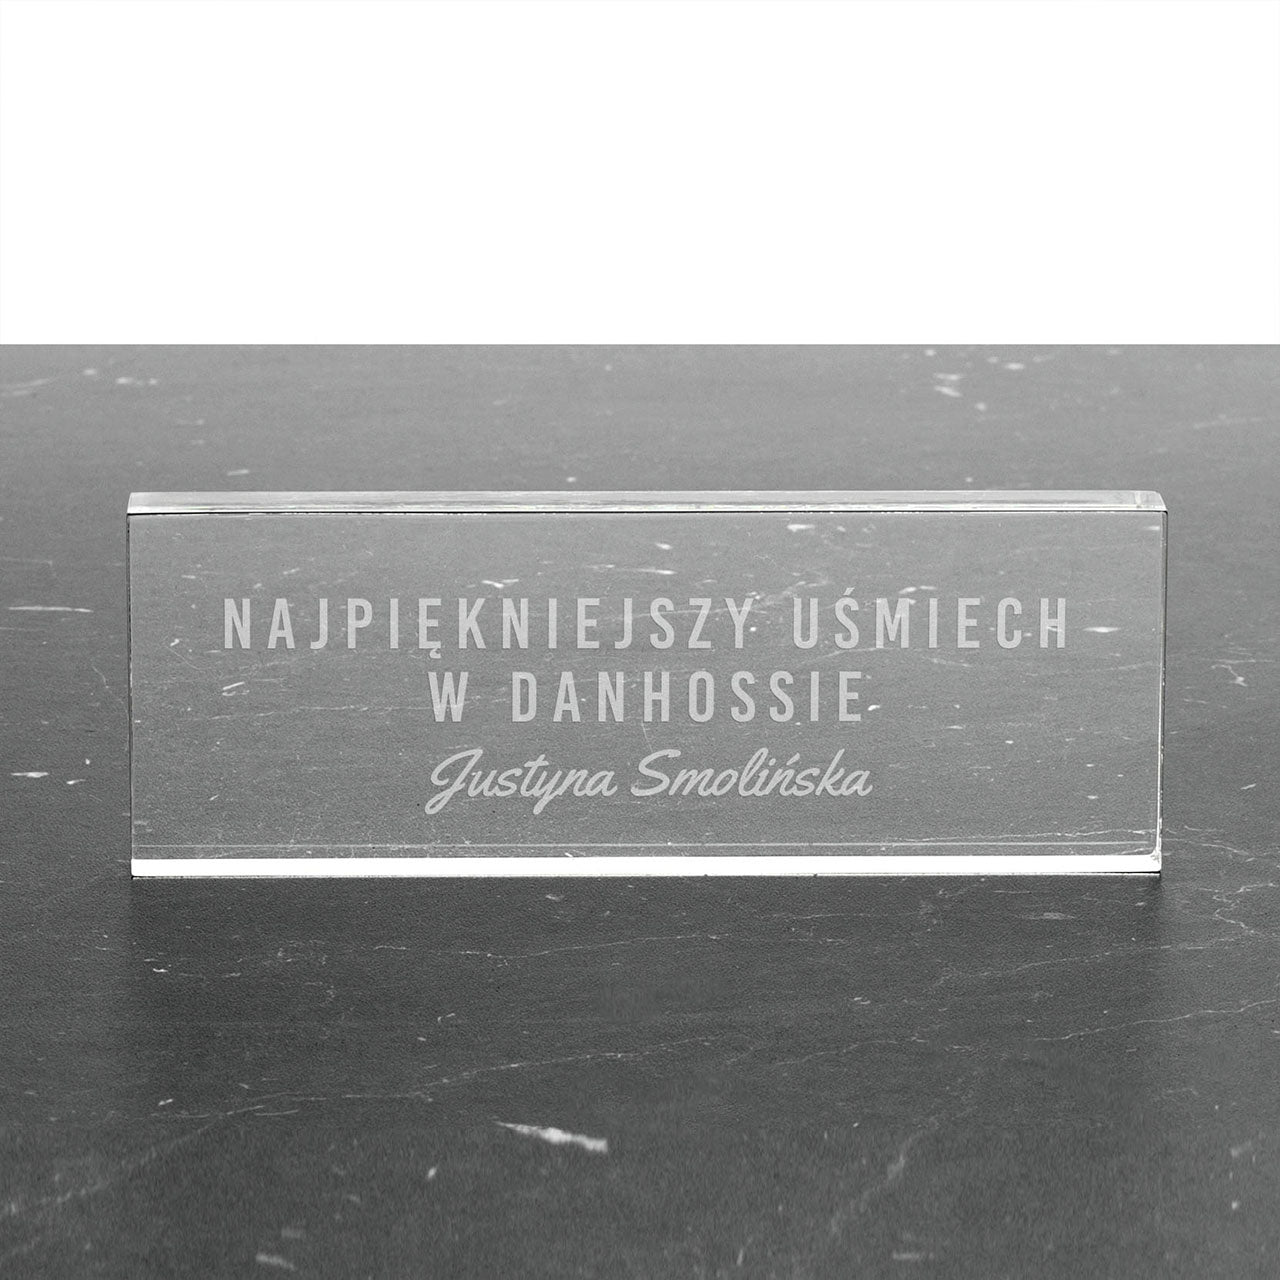 NAJPIĘKNIEJSZY UŚMIECH
W DANHOSSIE
Justyna Smolińska